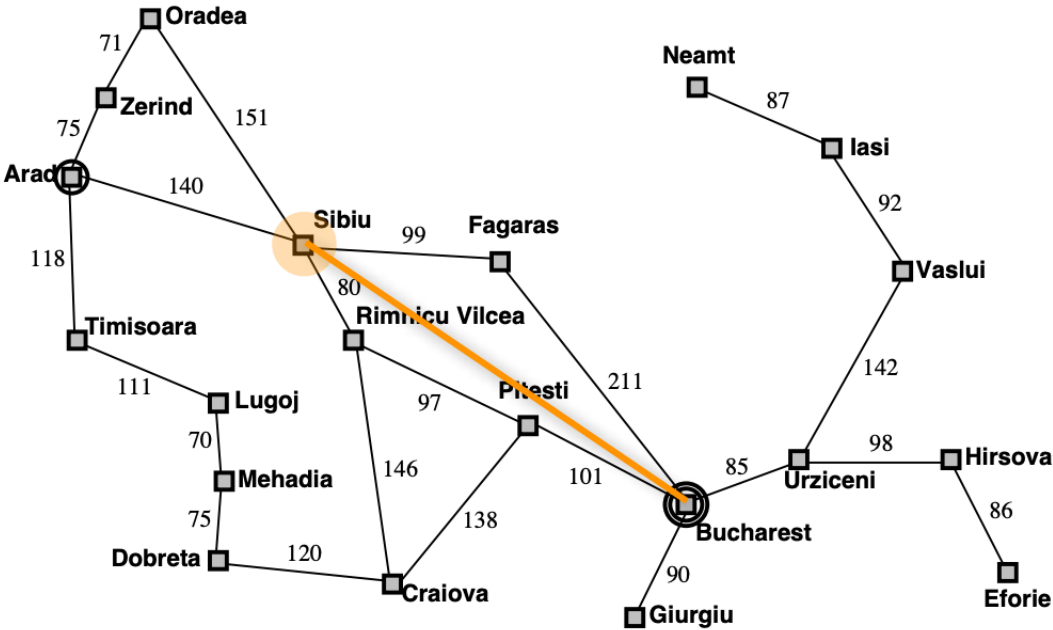 Oradea
71
Neamt
Zerind
87
151
75
Iasi
Arad
140
92
Sibiu
Fagaras
99
118
Vaslui
80
Rimnicu Vilcea
Timisoara
142
111
211
Pitesti
Lugoj
97
70
98
146
85
Hirsova
Mehadia
101
Urziceni
75
138
86
Bucharest
120
Dobreta
90
Craiova
Eforie
Giurgiu